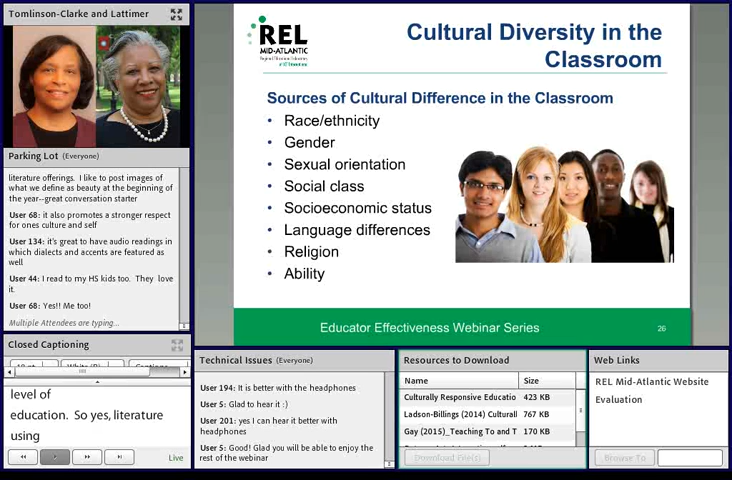 Tomlinson-Clarke and Lattimer
Parking Lot (Everyone)
literature offerings. I like to post images of
what we define as beauty at the beginning of
the year--great conversation starter
User 68: it also promotes a stronger respect
for ones culture and self
User 134: it's great to have audio readings in
which dialects and accents are featured as
well
User 44: I read to my HS kids too. They love
it.
User 68: Yes!! Me too!
Multiple Attendees are typing...
Closed Captioning
level of
education. So yes, literature
using
Live
REL
MID-ATLANTIC
Cultural Diversity in the
Classroom
Sources of Cultural Difference in the Classroom
• Race/ethnicity
• Gender
• Sexual orientation
• Social class
• Socioeconomic status
• Language differences
• Religion
• Ability
Educator Effectiveness Webinar Series
26
Technical Issues (Everyone)
User 194: It is better with the headphones
User 5: Glad to hear it :)
User 201: yes I can hear it better with
headphones
User 5: Good! Glad you will be able to enjoy the
rest of the webinar
Resources to Download
Name Size
Culturally Responsive Educatio 423 KB
Ladson-Billings (2014) Culturall 767 KB
Gay (2015)_Teaching To and T 170 KB
Download File(s)
Web Links
REL Mid-Atlantic Website
Evaluation
Browse To